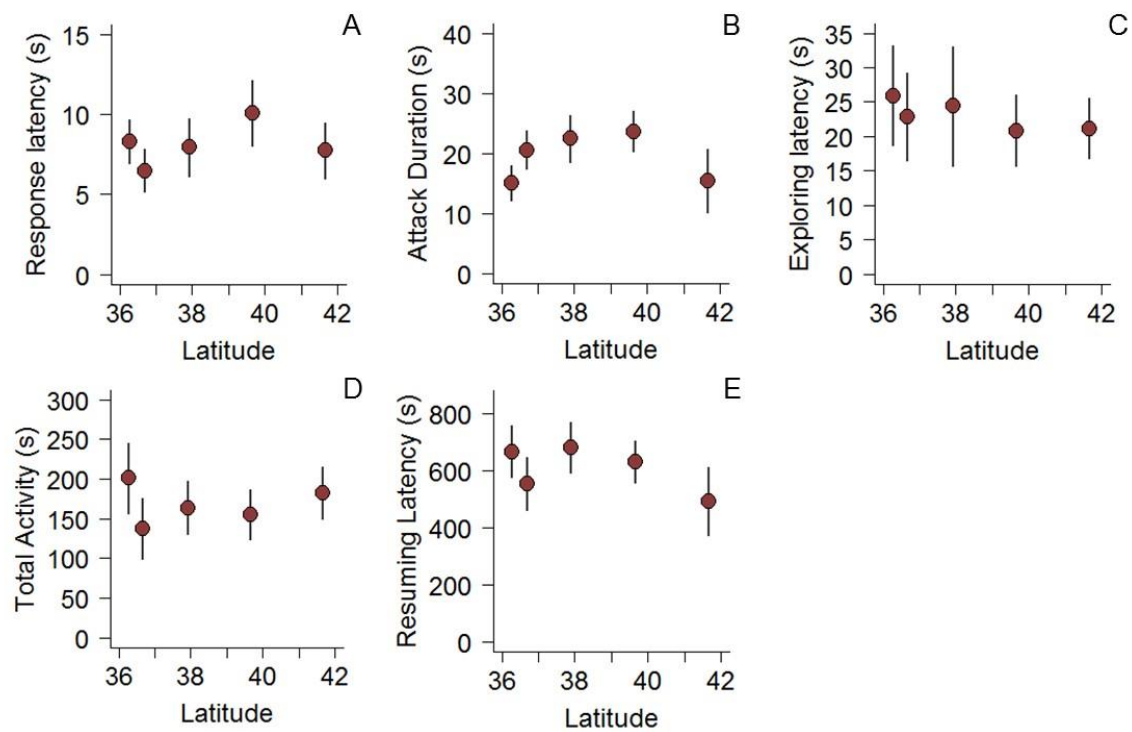 A
Response latency (s)
15
10
5
0
36 38 40 42
Latitude
B
Attack Duration (s)
40
30
20
10
0
36 38 40 42
Latitude
C
Exploring latency (s)
35
30
25
20
15
10
5
0
36 38 40 42
Latitude
D
Total Activity (s)
300
250
200
150
100
50
0
36 38 40 42
Latitude
E
Resuming Latency (s)
800
600
400
200
0
36 38 40 42
Latitude